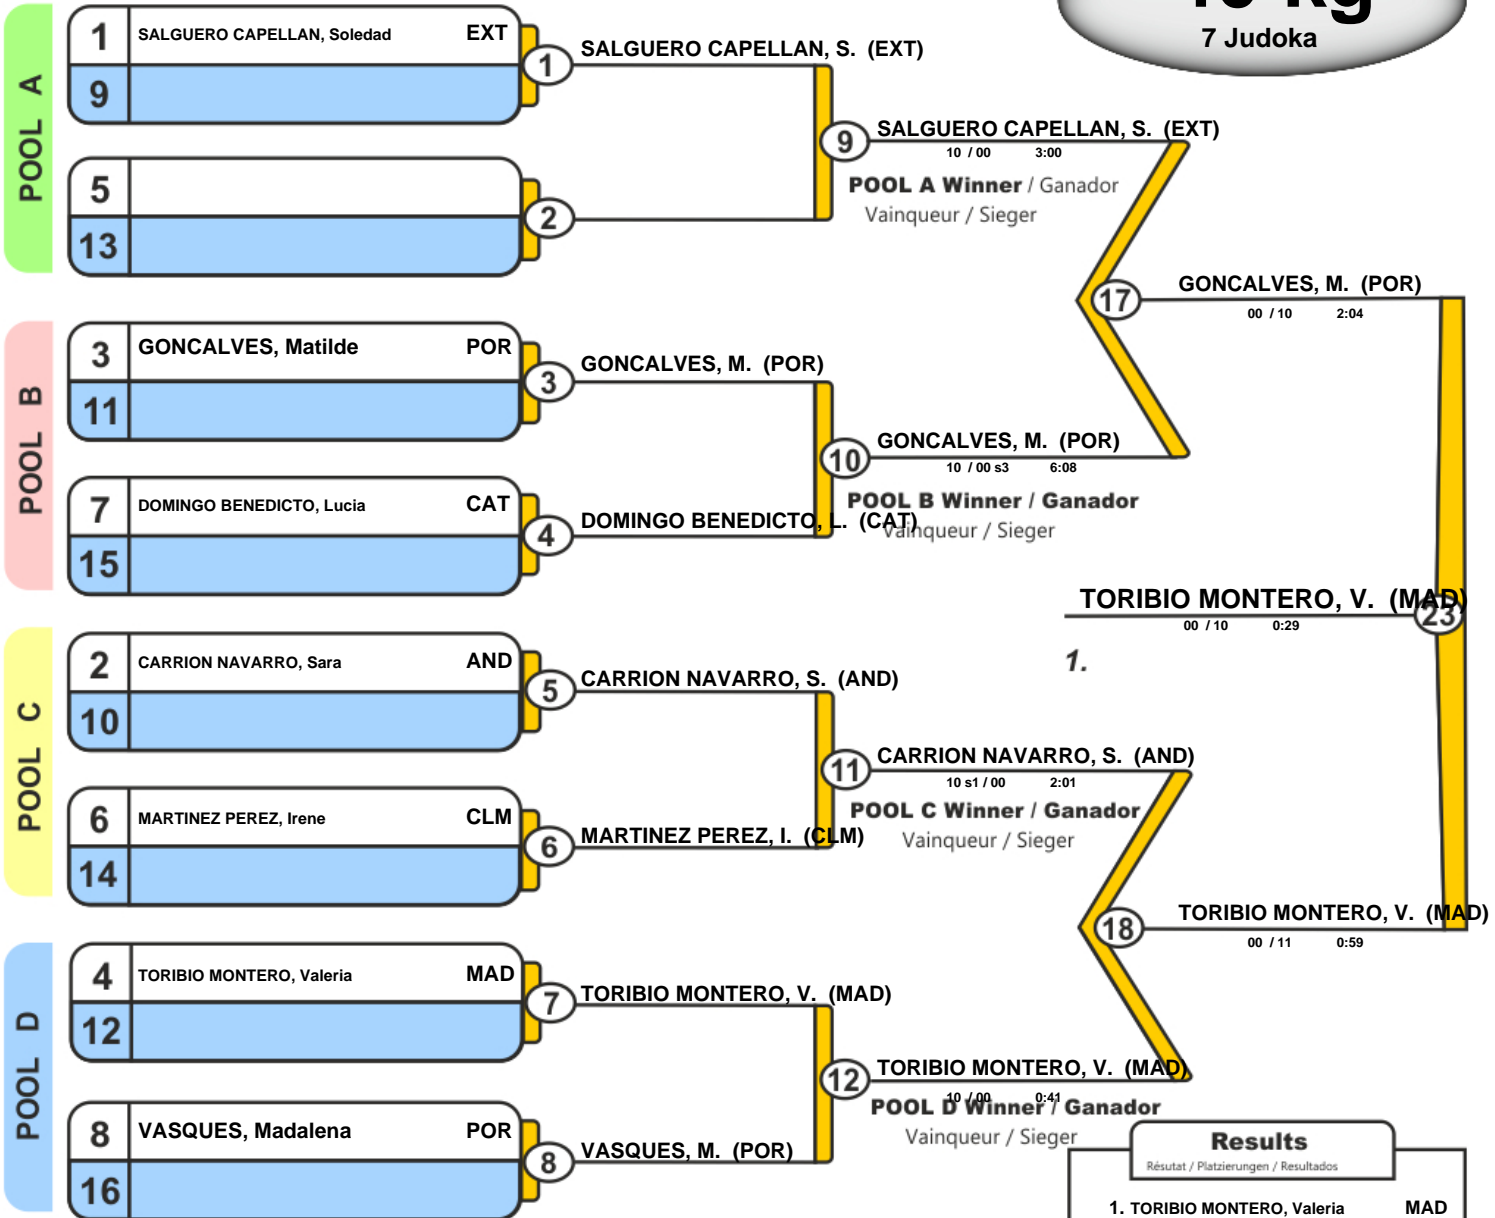 kg
7 Judoka
POOL A
1 SALGUERO CAPELLAN, Soledad EXT
9
1
SALGUERO CAPELLAN, S. (EXT)
5
13
2
9
SALGUERO CAPELLAN, S. (EXT)
10 / 00 3:00
POOL A Winner / Ganador
Vainqueur / Sieger
POOL B
3 GONCALVES, Matilde POR
11
3
GONCALVES, M. (POR)
7 DOMINGO BENEDICTO, Lucia CAT
15
4
DOMINGO BENEDICTO, L. (CAT)
10
GONCALVES, M. (POR)
10 / 00 s3 6:08
POOL B Winner / Ganador
Vainqueur / Sieger
17
GONCALVES, M. (POR)
00 / 10 2:04
TORIBIO MONTERO, V. (MAD)
23
00 / 10 0:29
1.
POOL C
2 CARRION NAVARRO, Sara AND
10
5
CARRION NAVARRO, S. (AND)
6 MARTINEZ PEREZ, Irene CLM
14
6
MARTINEZ PEREZ, I. (CLM)
11
CARRION NAVARRO, S. (AND)
10 s1 / 00 2:01
POOL C Winner / Ganador
Vainqueur / Sieger
18
TORIBIO MONTERO, V. (MAD)
00 / 11 0:59
POOL D
4 TORIBIO MONTERO, Valeria MAD
12
7
TORIBIO MONTERO, V. (MAD)
8 VASQUES, Madalena POR
16
8
VASQUES, M. (POR)
12
TORIBIO MONTERO, V. (MAD)
10 / 00 0:41
POOL D Winner / Ganador
Vainqueur / Sieger
Results
Résutat / Platzierungen / Resultados
1. TORIBIO MONTERO, Valeria MAD